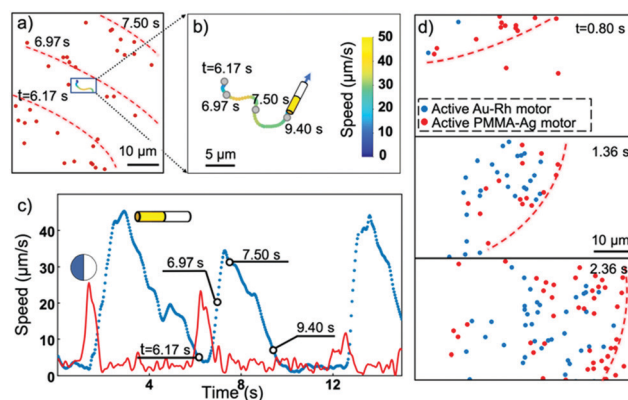 a)
7.50 s
6.97 s
t=6.17 s
10 μm
b)
t=6.17 s
6.97 s
7.50 s
9.40 s
5 μm
Speed (μm/s)
50
40
30
20
10
0
c)
Speed (μm/s)
50
40
30
20
10
0
6.97 s
7.50 s
t=6.17 s
9.40 s
4
8
12
Time (s)
d)
t=0.80 s
Active Au-Rh motor
Active PMMA-Ag motor
1.36 s
10 μm
2.36 s